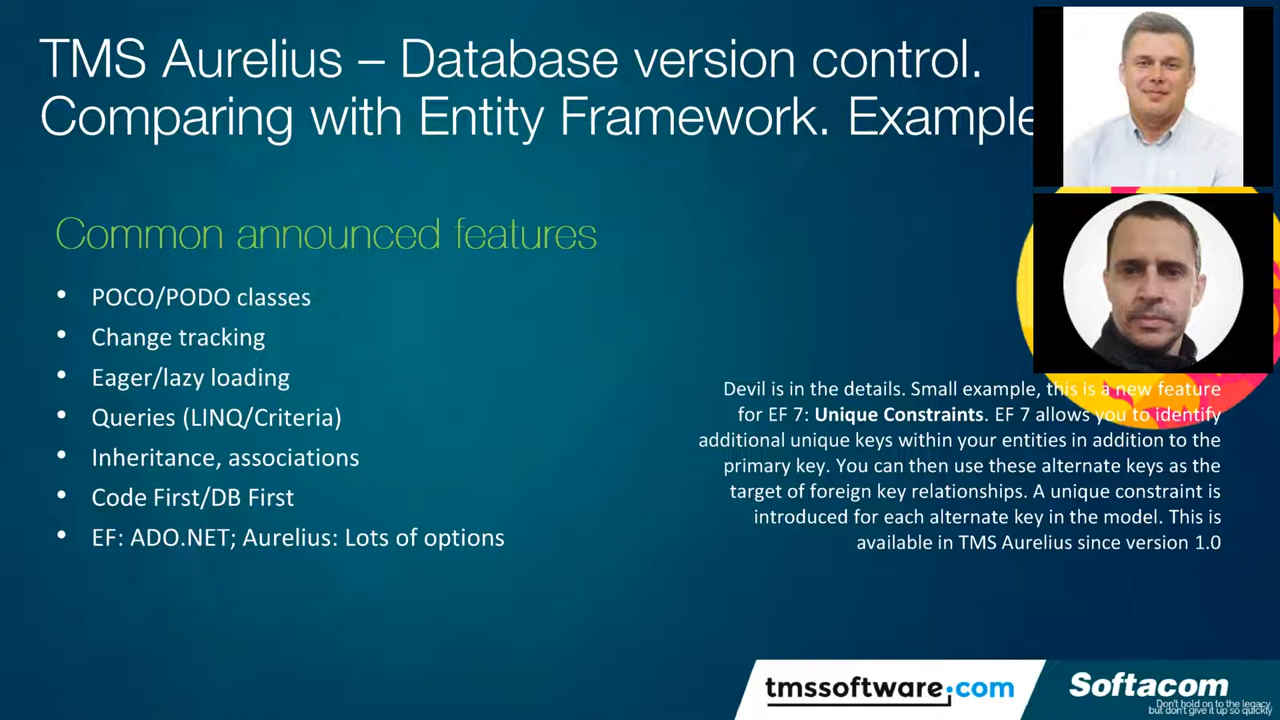 TMS Aurelius – Database version control.
Comparing with Entity Framework. Example
Common announced features
• POCO/PODO classes
• Change tracking
• Eager/lazy loading
• Queries (LINQ/Criteria)
• Inheritance, associations
• Code First/DB First
• EF: ADO.NET; Aurelius: Lots of options
Devil is in the details. Small example, this is a new feature
for EF 7: Unique Constraints. EF 7 allows you to identify
additional unique keys within your entities in addition to the
primary key. You can then use these alternate keys as the
target of foreign key relationships. A unique constraint is
introduced for each alternate key in the model. This is
available in TMS Aurelius since version 1.0
tmssoftware.com
Softacom
Don't hold on to the legacy,
but don't give it up so quickly